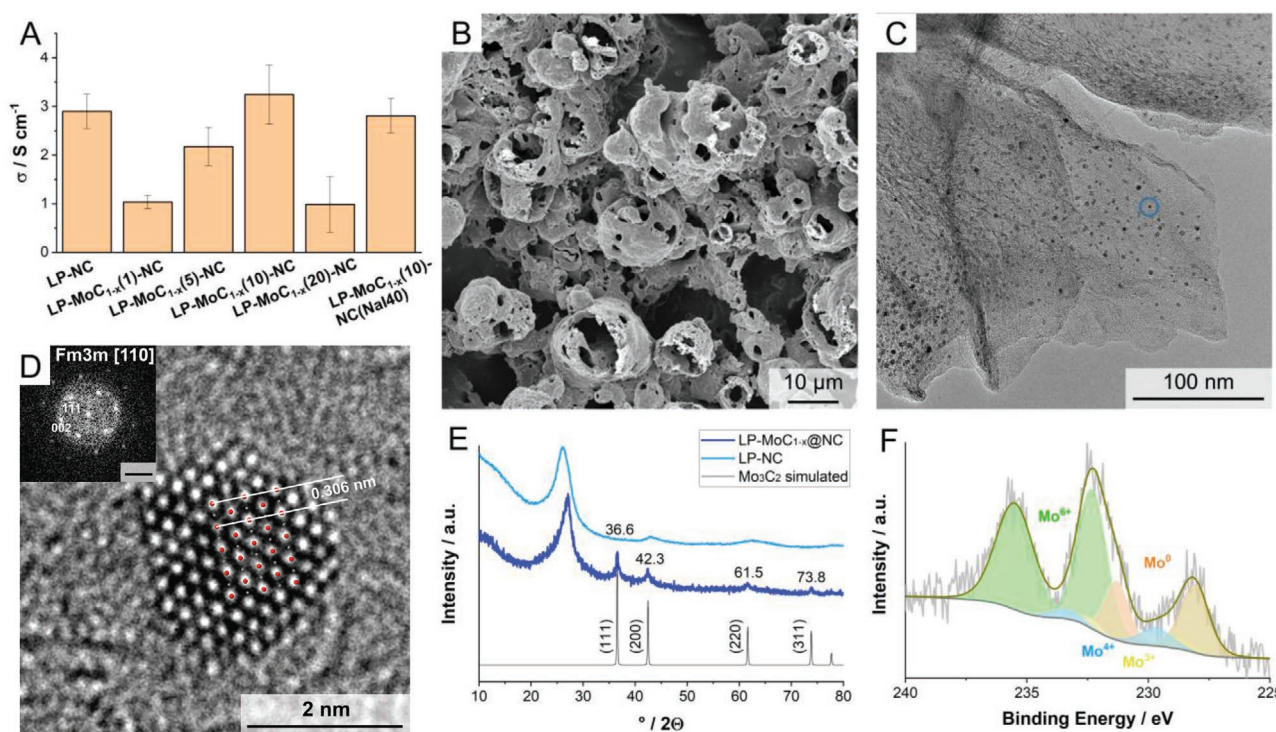 A
σ / S cm⁻¹
4
3
2
1
0
LP-NC
LP-MoC₁₋ₓ(1)-NC
LP-MoC₁₋ₓ(5)-NC
LP-MoC₁₋ₓ(10)-NC
LP-MoC₁₋ₓ(20)-NC
LP-MoC₁₋ₓ(10)-
NC(NaI40)
B
10 µm
C
100 nm
D
Fm3m [110]
1̄11̄
002
0.306 nm
2 nm
E
LP-MoC₁₋ₓ@NC
LP-NC
Mo₃C₂ simulated
Intensity / a.u.
36.6
42.3
61.5
73.8
(111)
(200)
(220)
(311)
10 20 30 40 50 60 70 80
° / 2Θ
F
Intensity / a.u.
Mo⁶⁺
Mo⁰
Mo⁴⁺
Mo³⁺
240 235 230 225
Binding Energy / eV